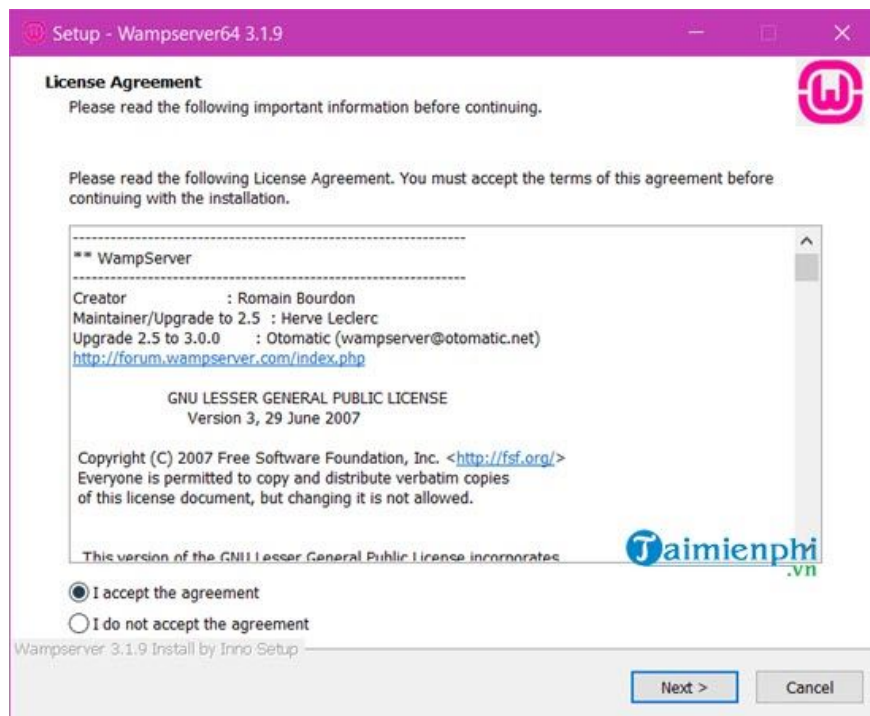 Setup - Wampserver64 3.1.9
License Agreement
Please read the following important information before continuing.
Please read the following License Agreement. You must accept the terms of this agreement before
continuing with the installation.
------------------------------------------------------------------
** WampServer
------------------------------------------------------------------
Creator : Romain Bourdon
Maintainer/Upgrade to 2.5 : Herve Leclerc
Upgrade 2.5 to 3.0.0 : Otomatic (wampserver@otomatic.net)
http://forum.wampserver.com/index.php
GNU LESSER GENERAL PUBLIC LICENSE
Version 3, 29 June 2007
Copyright (C) 2007 Free Software Foundation, Inc. <http://fsf.org/>
Everyone is permitted to copy and distribute verbatim copies
of this license document, but changing it is not allowed.
This version of the GNU Lesser General Public License incorporates
Taimienphi
.vn
I accept the agreement
I do not accept the agreement
Wampserver 3.1.9 Install by Inno Setup
Next >
Cancel